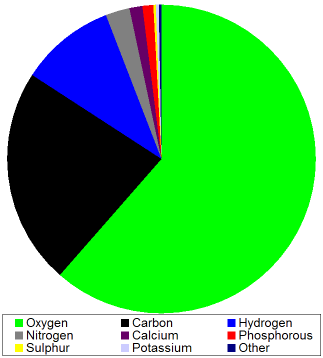 Oxygen Carbon Hydrogen
Nitrogen Calcium Phosphorous
Sulphur Potassium Other